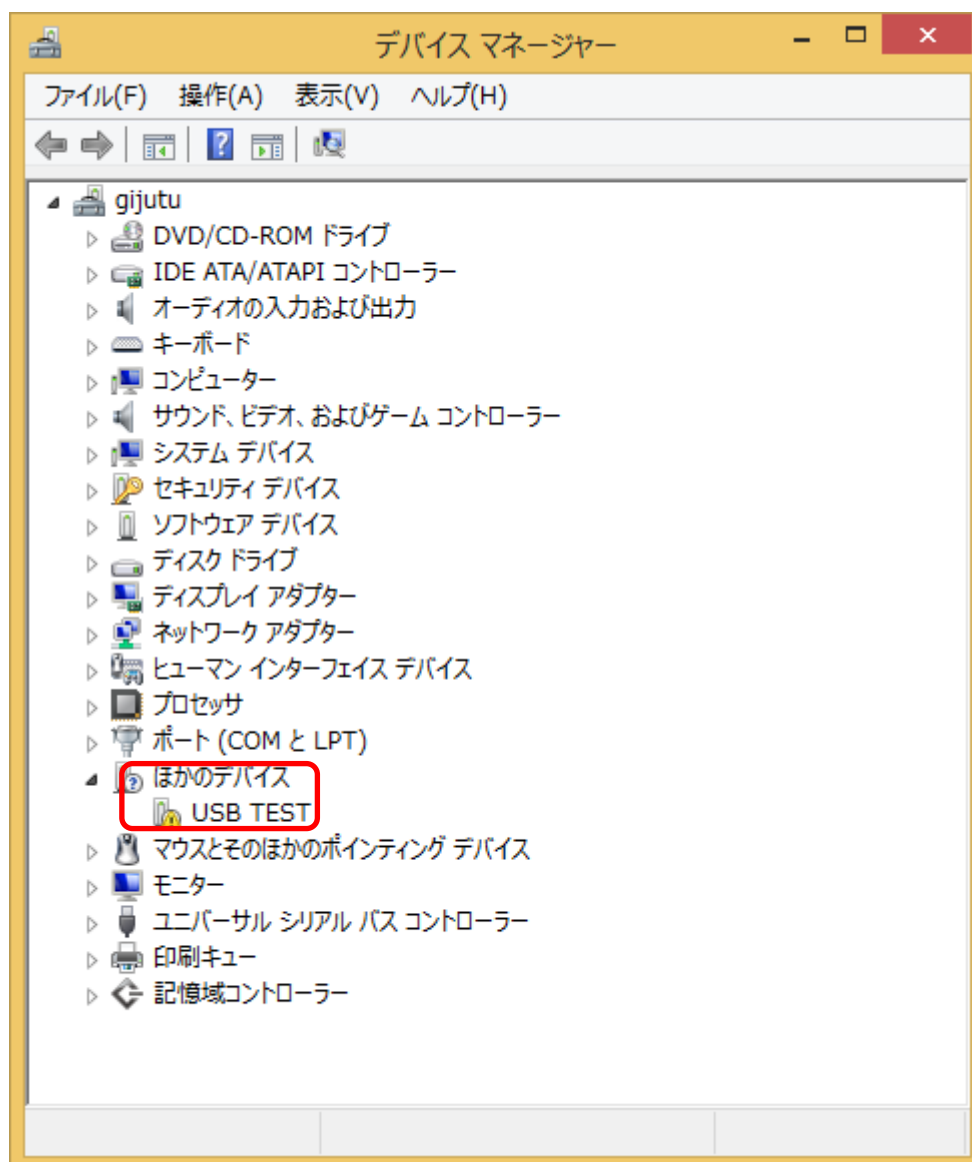 デバイス マネージャー
ファイル(F) 操作(A) 表示(V) ヘルプ(H)
gijutu
DVD/CD-ROM ドライブ
IDE ATA/ATAPI コントローラー
オーディオの入力および出力
キーボード
コンピューター
サウンド、ビデオ、およびゲーム コントローラー
システム デバイス
セキュリティ デバイス
ソフトウェア デバイス
ディスク ドライブ
ディスプレイ アダプター
ネットワーク アダプター
ヒューマン インターフェイス デバイス
プロセッサ
ポート (COM と LPT)
ほかのデバイス
USB TEST
マウスとそのほかのポインティング デバイス
モニター
ユニバーサル シリアル バス コントローラー
印刷キュー
記憶域コントローラー